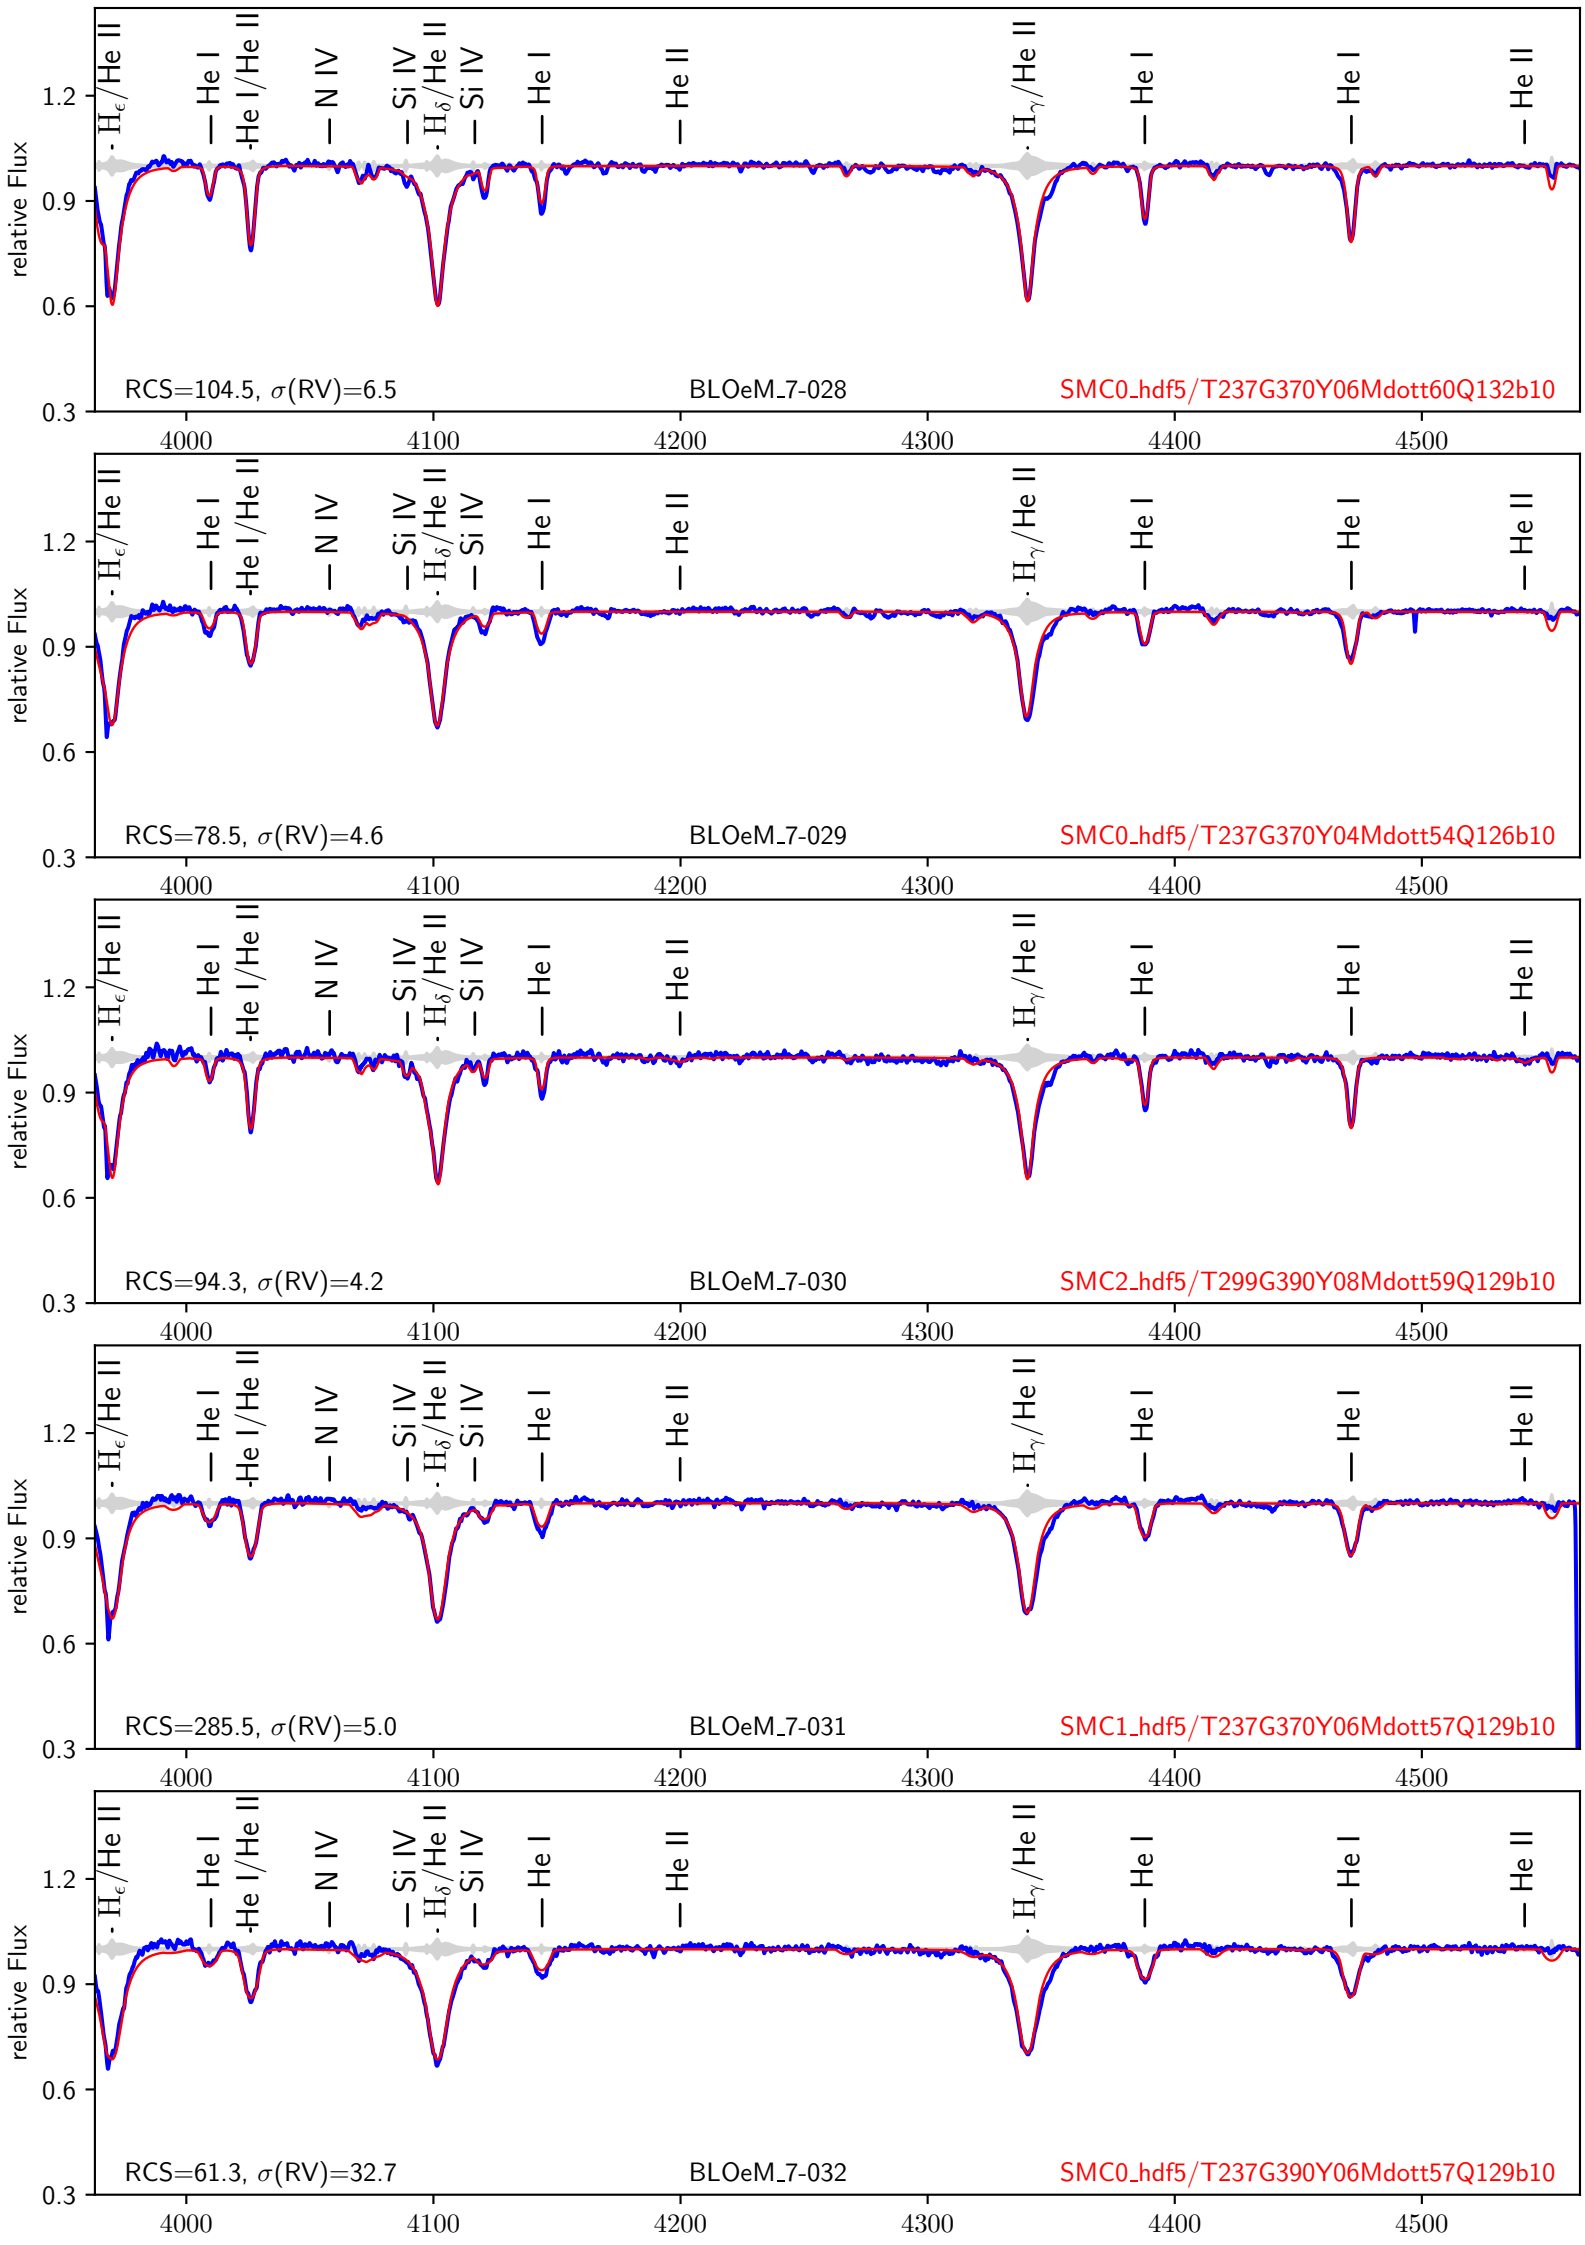 H_ϵ/He II
He I
He I/He II
N IV
Si IV
H_δ/He II
Si IV
He I
He II
H_γ/He II
He I
He I
He II
relative Flux
1.2
0.9
0.6
0.3
RCS=104.5, σ(RV)=6.5
BLOeM_7-028
SMC0_hdf5/T237G370Y06Mdott60Q132b10
4000 4100 4200 4300 4400 4500
H_ϵ/He II
He I
He I/He II
N IV
Si IV
H_δ/He II
Si IV
He I
He II
H_γ/He II
He I
He I
He II
relative Flux
1.2
0.9
0.6
0.3
RCS=78.5, σ(RV)=4.6
BLOeM_7-029
SMC0_hdf5/T237G370Y04Mdott54Q126b10
4000 4100 4200 4300 4400 4500
H_ϵ/He II
He I
He I/He II
N IV
Si IV
H_δ/He II
Si IV
He I
He II
H_γ/He II
He I
He I
He II
relative Flux
1.2
0.9
0.6
0.3
RCS=94.3, σ(RV)=4.2
BLOeM_7-030
SMC2_hdf5/T299G390Y08Mdott59Q129b10
4000 4100 4200 4300 4400 4500
H_ϵ/He II
He I
He I/He II
N IV
Si IV
H_δ/He II
Si IV
He I
He II
H_γ/He II
He I
He I
He II
relative Flux
1.2
0.9
0.6
0.3
RCS=285.5, σ(RV)=5.0
BLOeM_7-031
SMC1_hdf5/T237G370Y06Mdott57Q129b10
4000 4100 4200 4300 4400 4500
H_ϵ/He II
He I
He I/He II
N IV
Si IV
H_δ/He II
Si IV
He I
He II
H_γ/He II
He I
He I
He II
relative Flux
1.2
0.9
0.6
0.3
RCS=61.3, σ(RV)=32.7
BLOeM_7-032
SMC0_hdf5/T237G390Y06Mdott57Q129b10
4000 4100 4200 4300 4400 4500